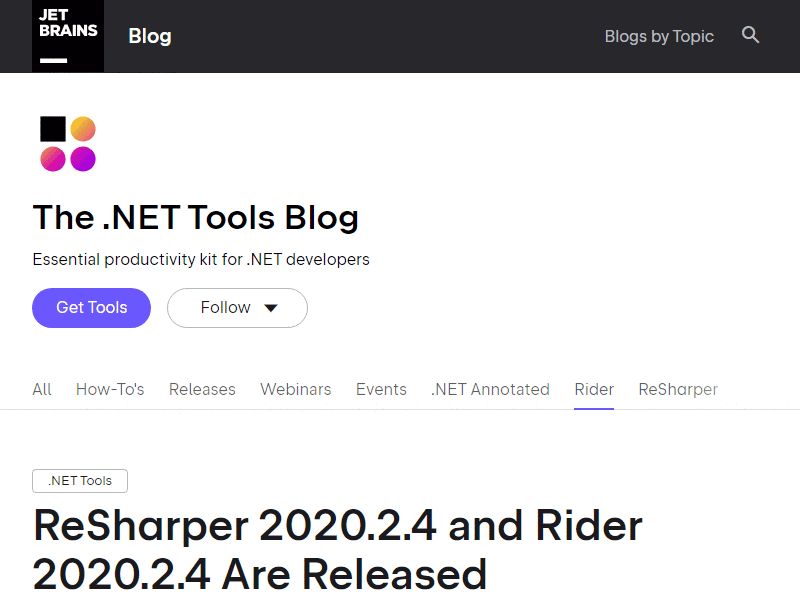 JET
BRAINS
Blog
Blogs by Topic
The .NET Tools Blog
Essential productivity kit for .NET developers
Get Tools
Follow
All How-To's Releases Webinars Events .NET Annotated Rider ReSharper
.NET Tools
ReSharper 2020.2.4 and Rider
2020.2.4 Are Released